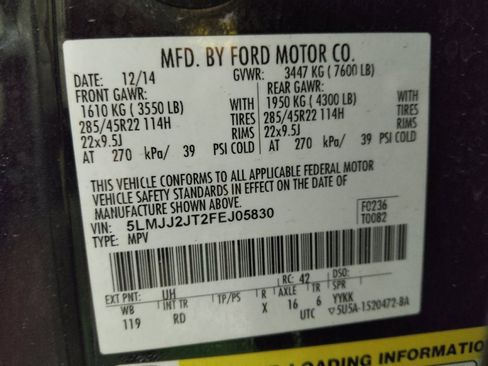 MFD. BY FORD MOTOR CO.
DATE: 12/14 GVWR: 3447 KG (7600 LB)
FRONT GAWR: REAR GAWR:
1610 KG (3550 LB) WITH 1950 KG (4300 LB) WITH
285/45R22 114H TIRES 285/45R22 114H TIRES
22x9.5J RIMS 22x9.5J RIMS
AT 270 kPa/ 39 PSI COLD AT 270 kPa/ 39 PSI COLD
THIS VEHICLE CONFORMS TO ALL APPLICABLE FEDERAL MOTOR
VEHICLE SAFETY STANDARDS IN EFFECT ON THE DATE OF
MANUFACTURE SHOWN ABOVE.
VIN: 5LMJJ2JT2FEJ05830 F0236
TYPE: MPV T0082
EXT PNT: UH RC: 42 DSO:
WB INT TR TP/PS R AXLE TR SPR
119 RD X 16 6 YYKK
UTC 5U5A-1520472-BA
LOADING INFORMATION